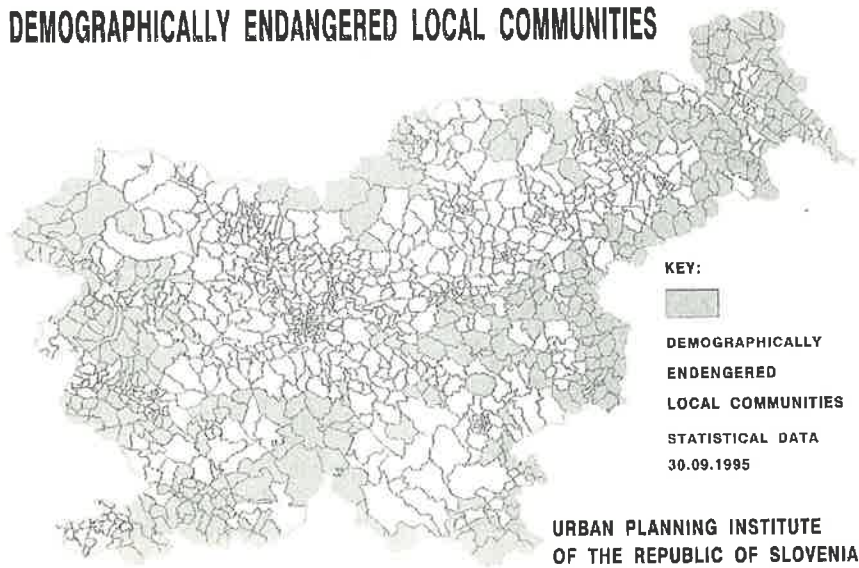 DEMOGRAPHICALLY ENDANGERED LOCAL COMMUNITIES
KEY:
DEMOGRAPHICALLY
ENDENGERED
LOCAL COMMUNITIES
STATISTICAL DATA
30.09.1995
URBAN PLANNING INSTITUTE
OF THE REPUBLIC OF SLOVENIA